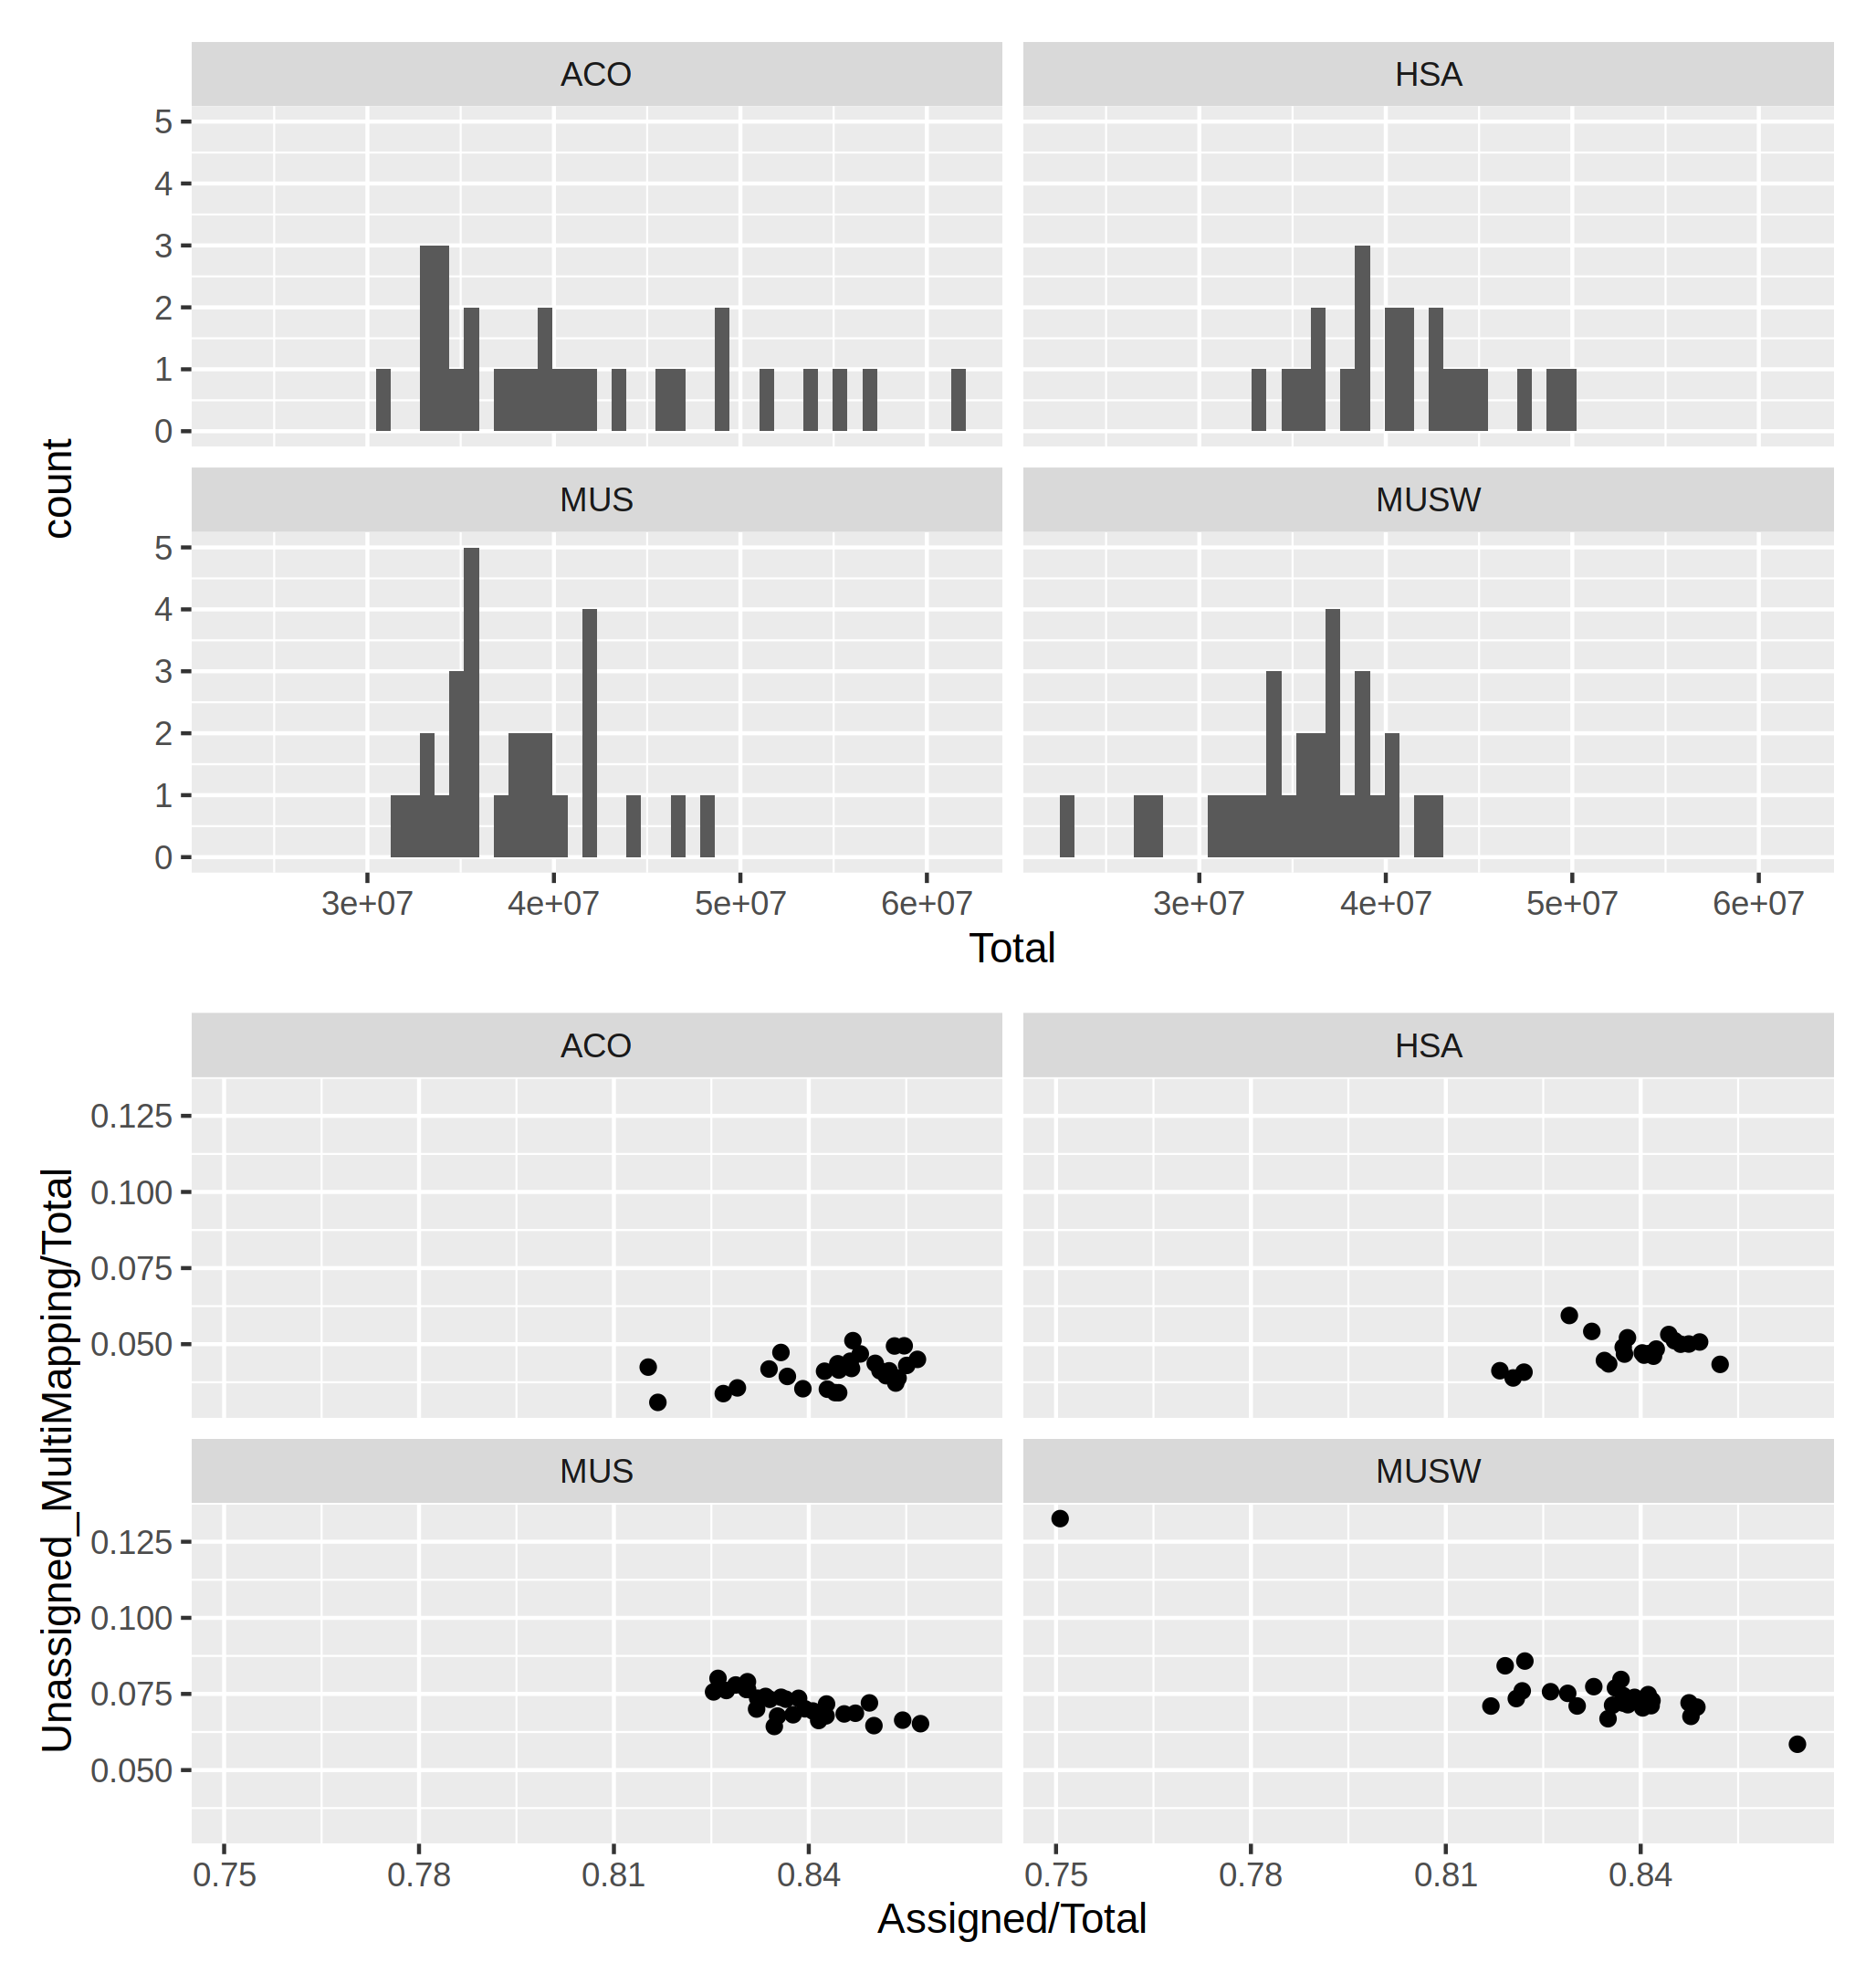 ACO
HSA
5
4
3
2
1
0
MUS
MUSW
5
4
3
2
1
0
count
3e+07
4e+07
5e+07
6e+07
3e+07
4e+07
5e+07
6e+07
Total
ACO
HSA
0.125
0.100
0.075
0.050
MUS
MUSW
0.125
0.100
0.075
0.050
Unassigned_MultiMapping/Total
0.75
0.78
0.81
0.84
0.75
0.78
0.81
0.84
Assigned/Total